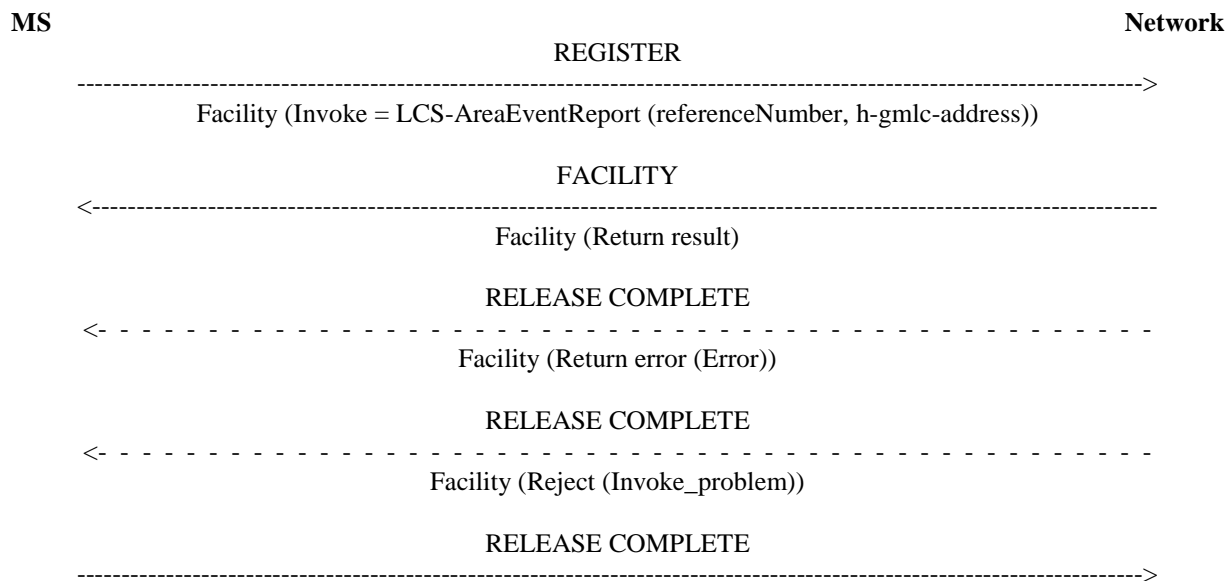 MS Network
REGISTER
Facility (Invoke = LCS-AreaEventReport (referenceNumber, h-gmlc-address))
FACILITY
Facility (Return result)
RELEASE COMPLETE
Facility (Return error (Error))
RELEASE COMPLETE
Facility (Reject (Invoke_problem))
RELEASE COMPLETE